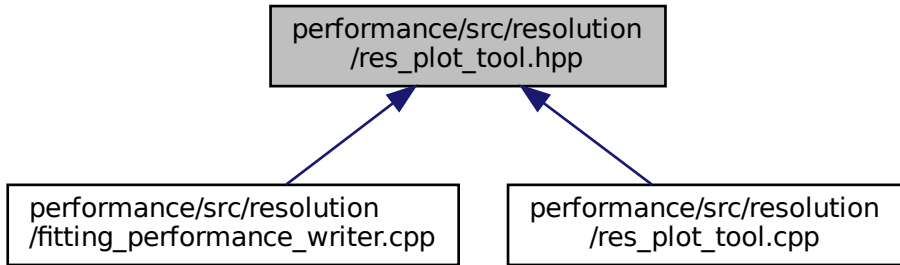 performance/src/resolution
/res_plot_tool.hpp
performance/src/resolution
/fitting_performance_writer.cpp
performance/src/resolution
/res_plot_tool.cpp